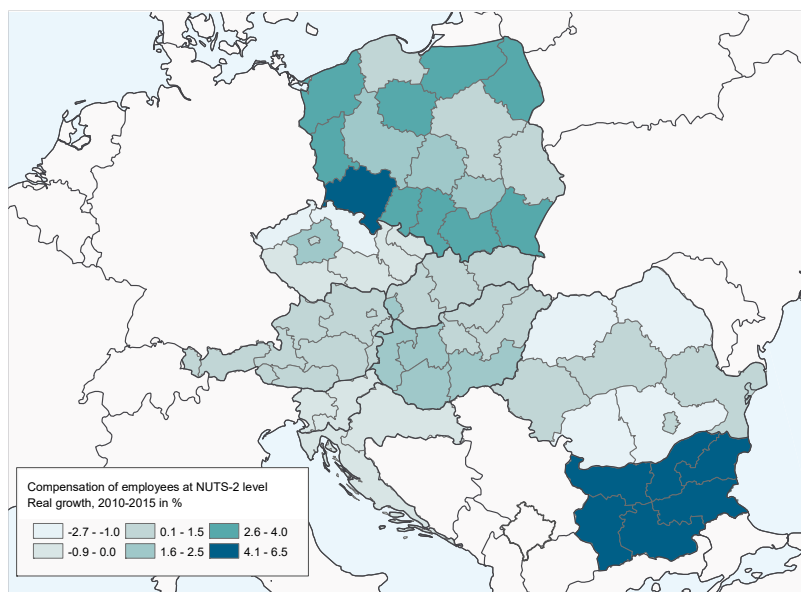 Compensation of employees at NUTS-2 level
Real growth, 2010-2015 in %
-2.7 - -1.0 0.1 - 1.5 2.6 - 4.0
-0.9 - 0.0 1.6 - 2.5 4.1 - 6.5